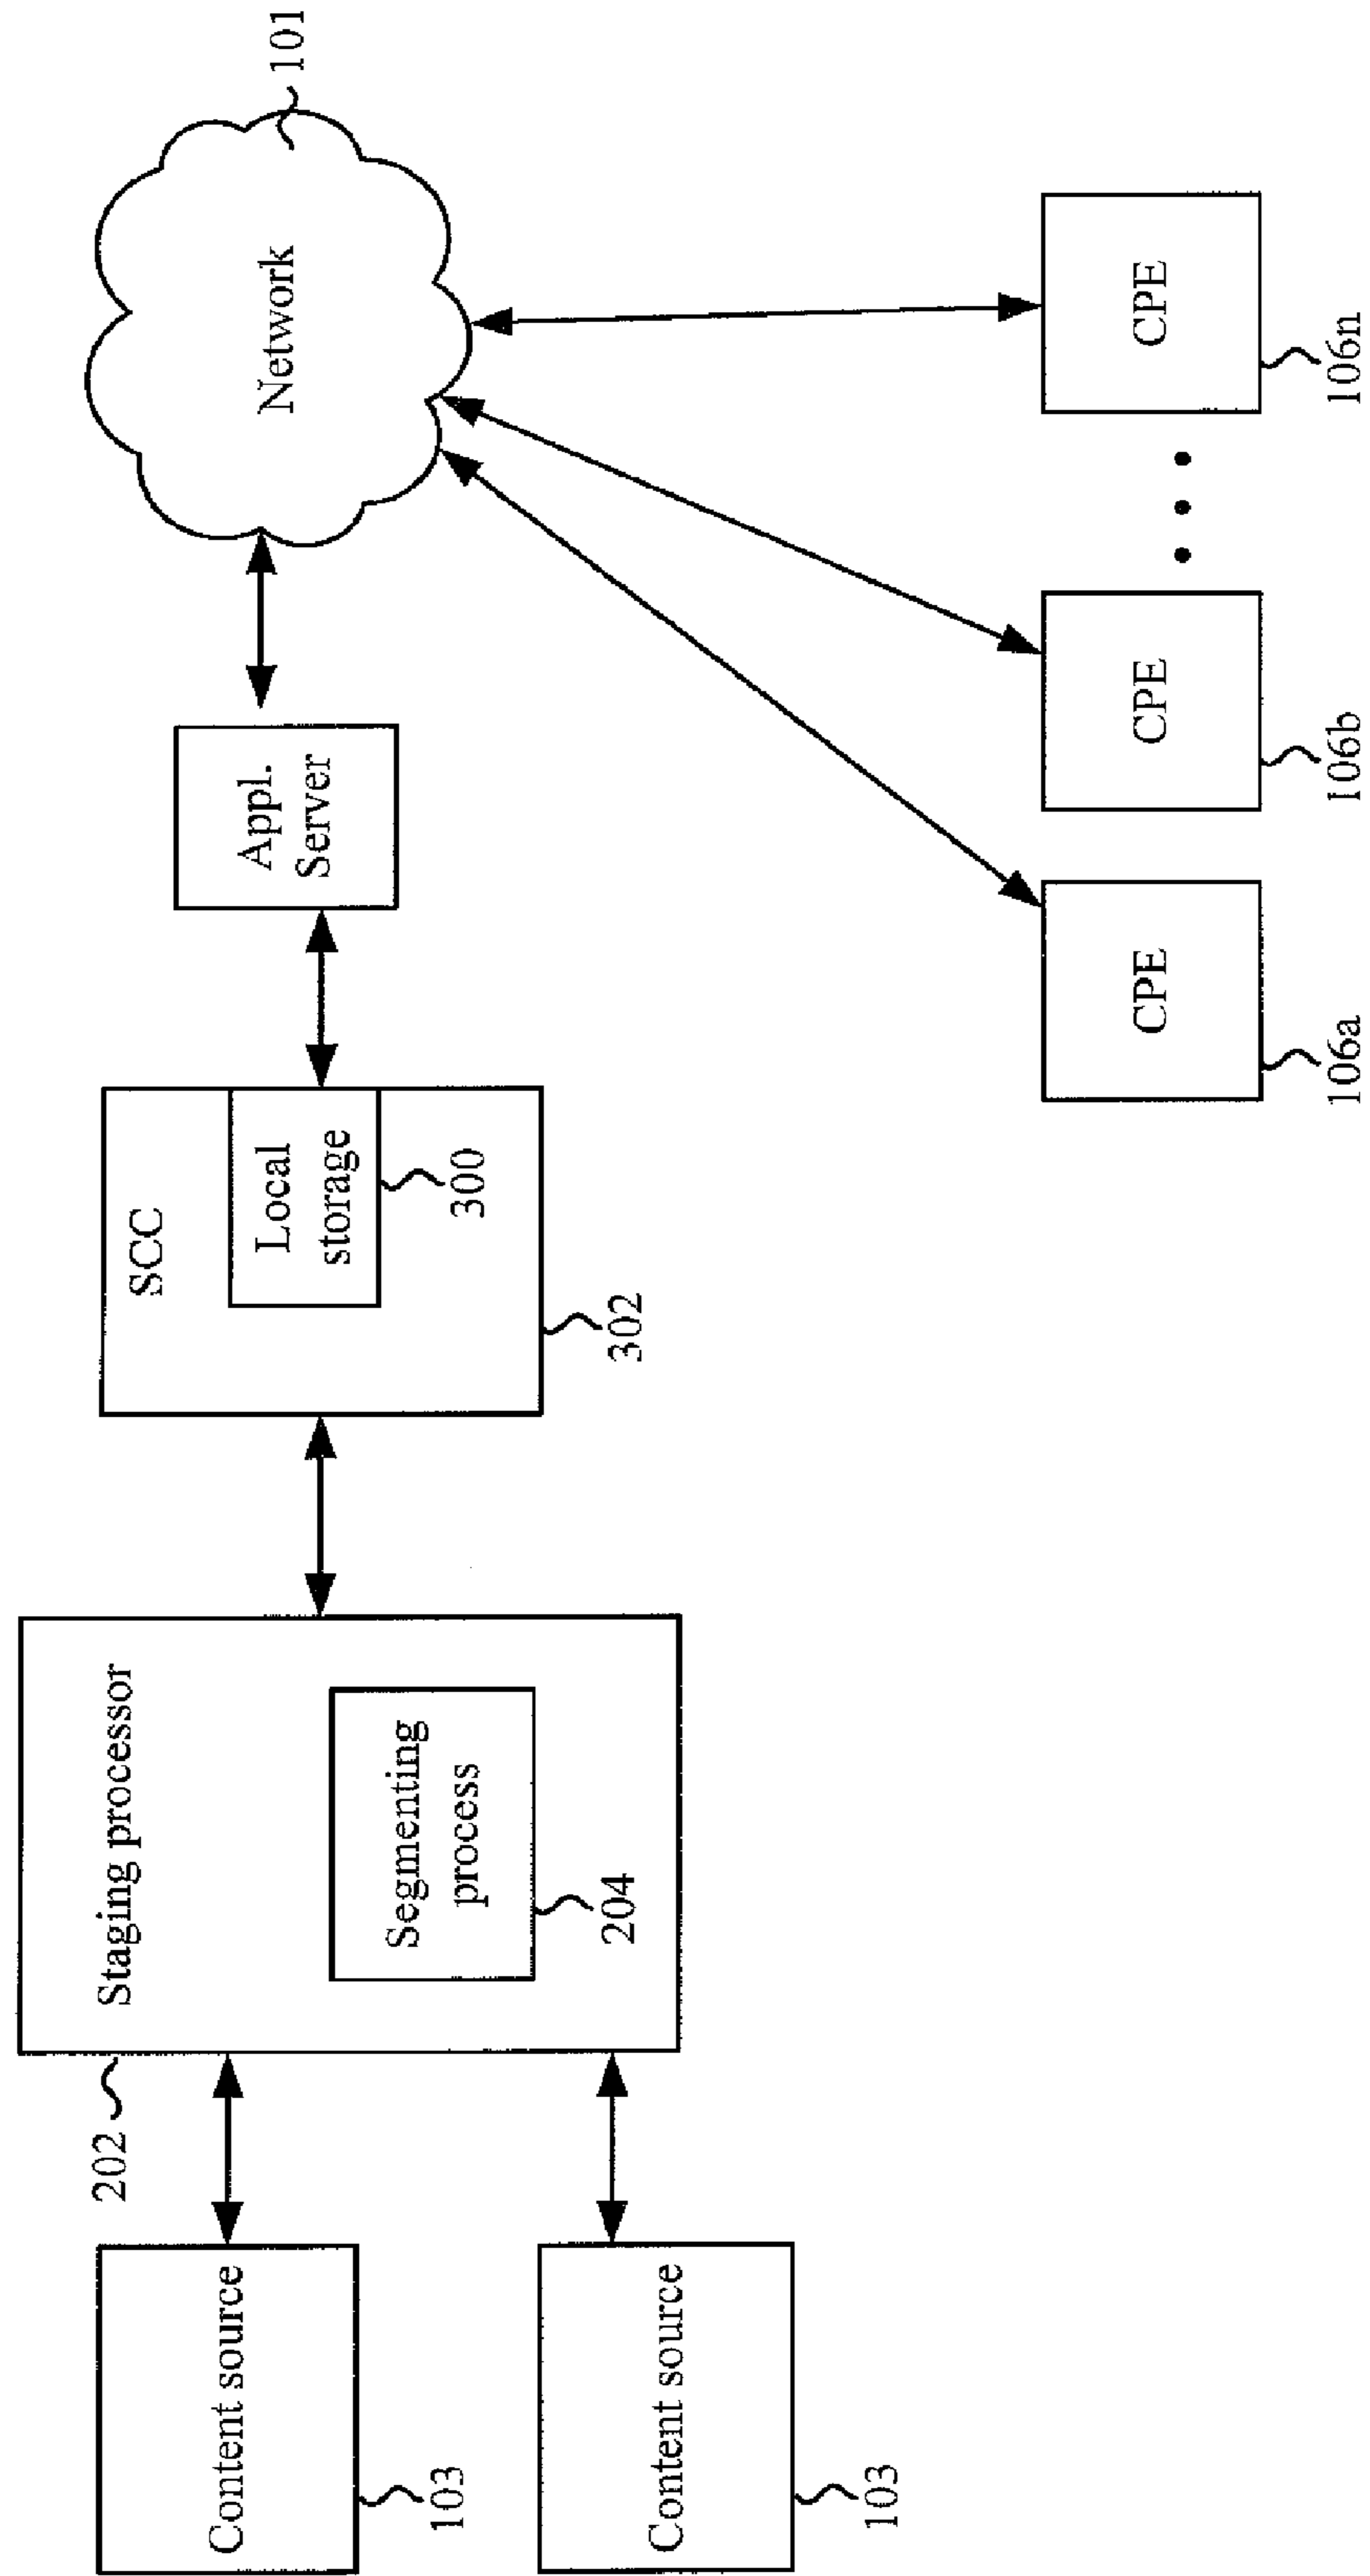 Content source
103
Content source
103
202
Staging processor
Segmenting
process
204
SCC
Local
storage
300
302
Appl.
Server
Network
101
CPE
106a
CPE
106b
CPE
106n